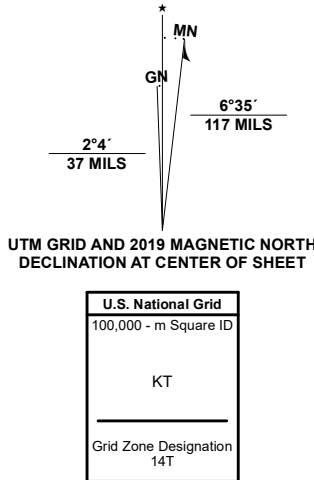 ★
MN
GN
6°35´
117 MILS
2°4´
37 MILS
UTM GRID AND 2019 MAGNETIC NORTH
DECLINATION AT CENTER OF SHEET
U.S. National Grid
100,000 - m Square ID
KT
Grid Zone Designation
14T